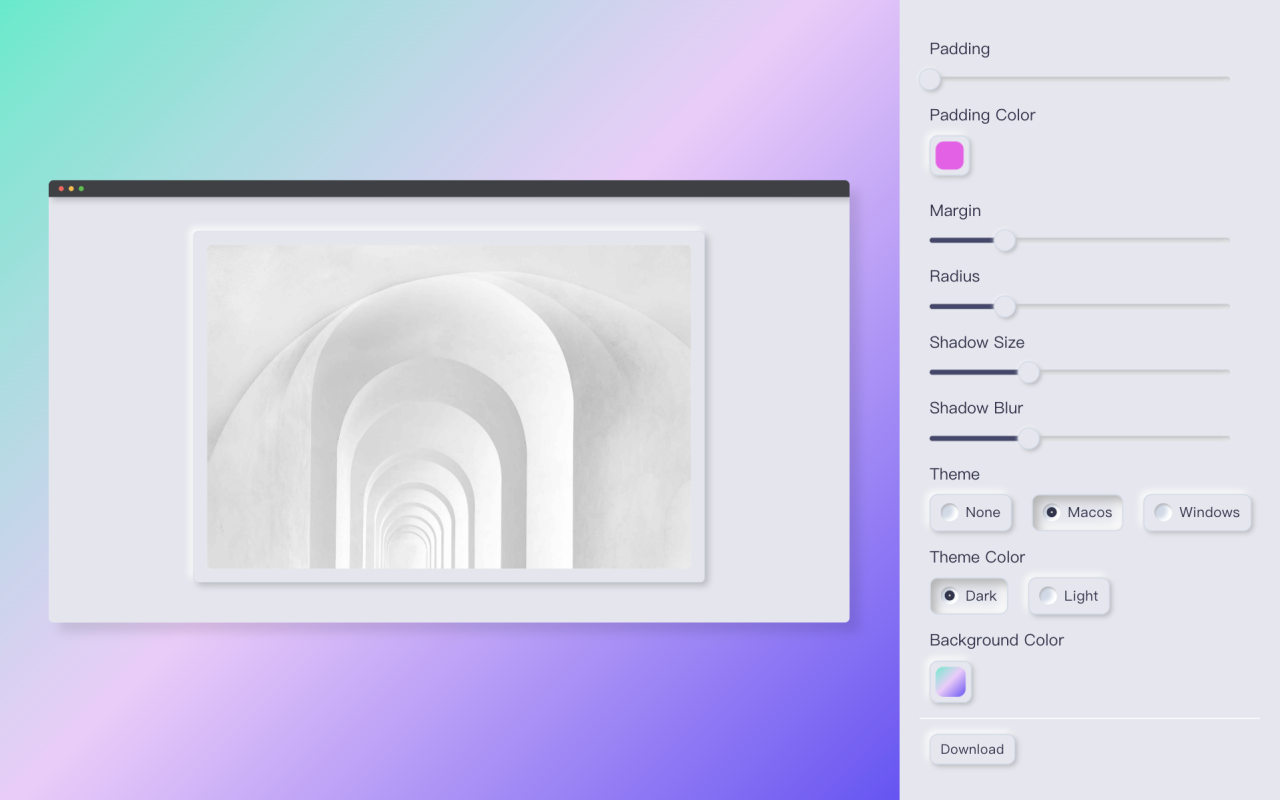 Padding
Padding Color
Margin
Radius
Shadow Size
Shadow Blur
Theme
None Macos Windows
Theme Color
Dark Light
Background Color
Download